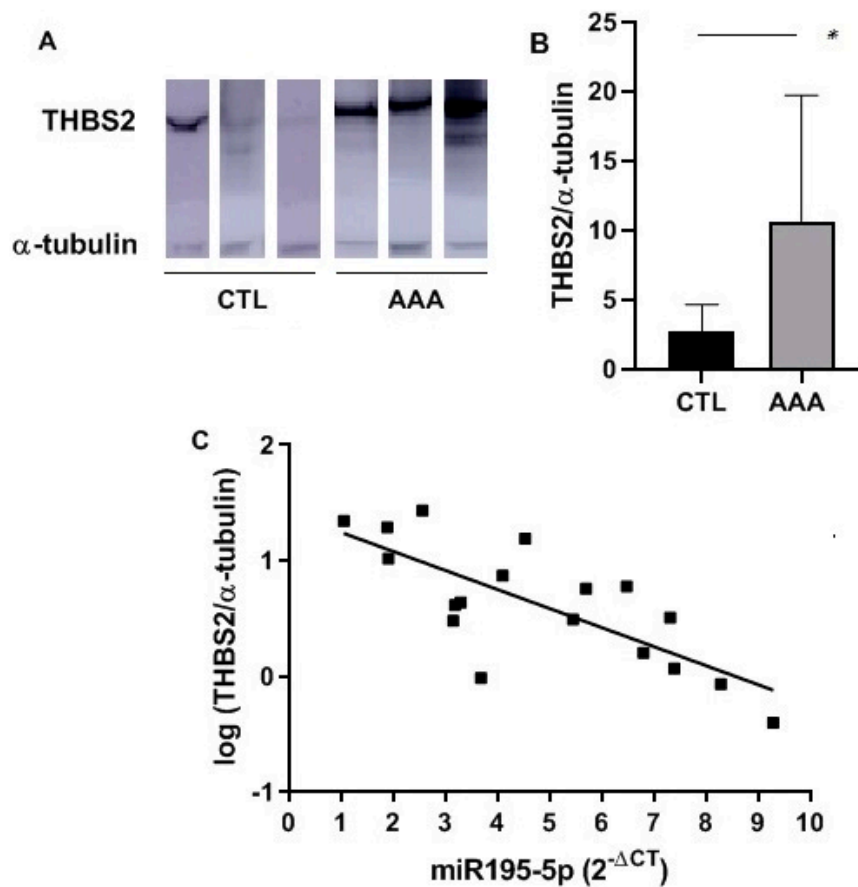 A
THBS2
α-tubulin
CTL AAA
B
THBS2/α-tubulin
25
20
15
10
5
0
*
CTL AAA
C
log (THBS2/α-tubulin)
2
1
0
-1
0 1 2 3 4 5 6 7 8 9 10
miR195-5p (2^-ΔCT)